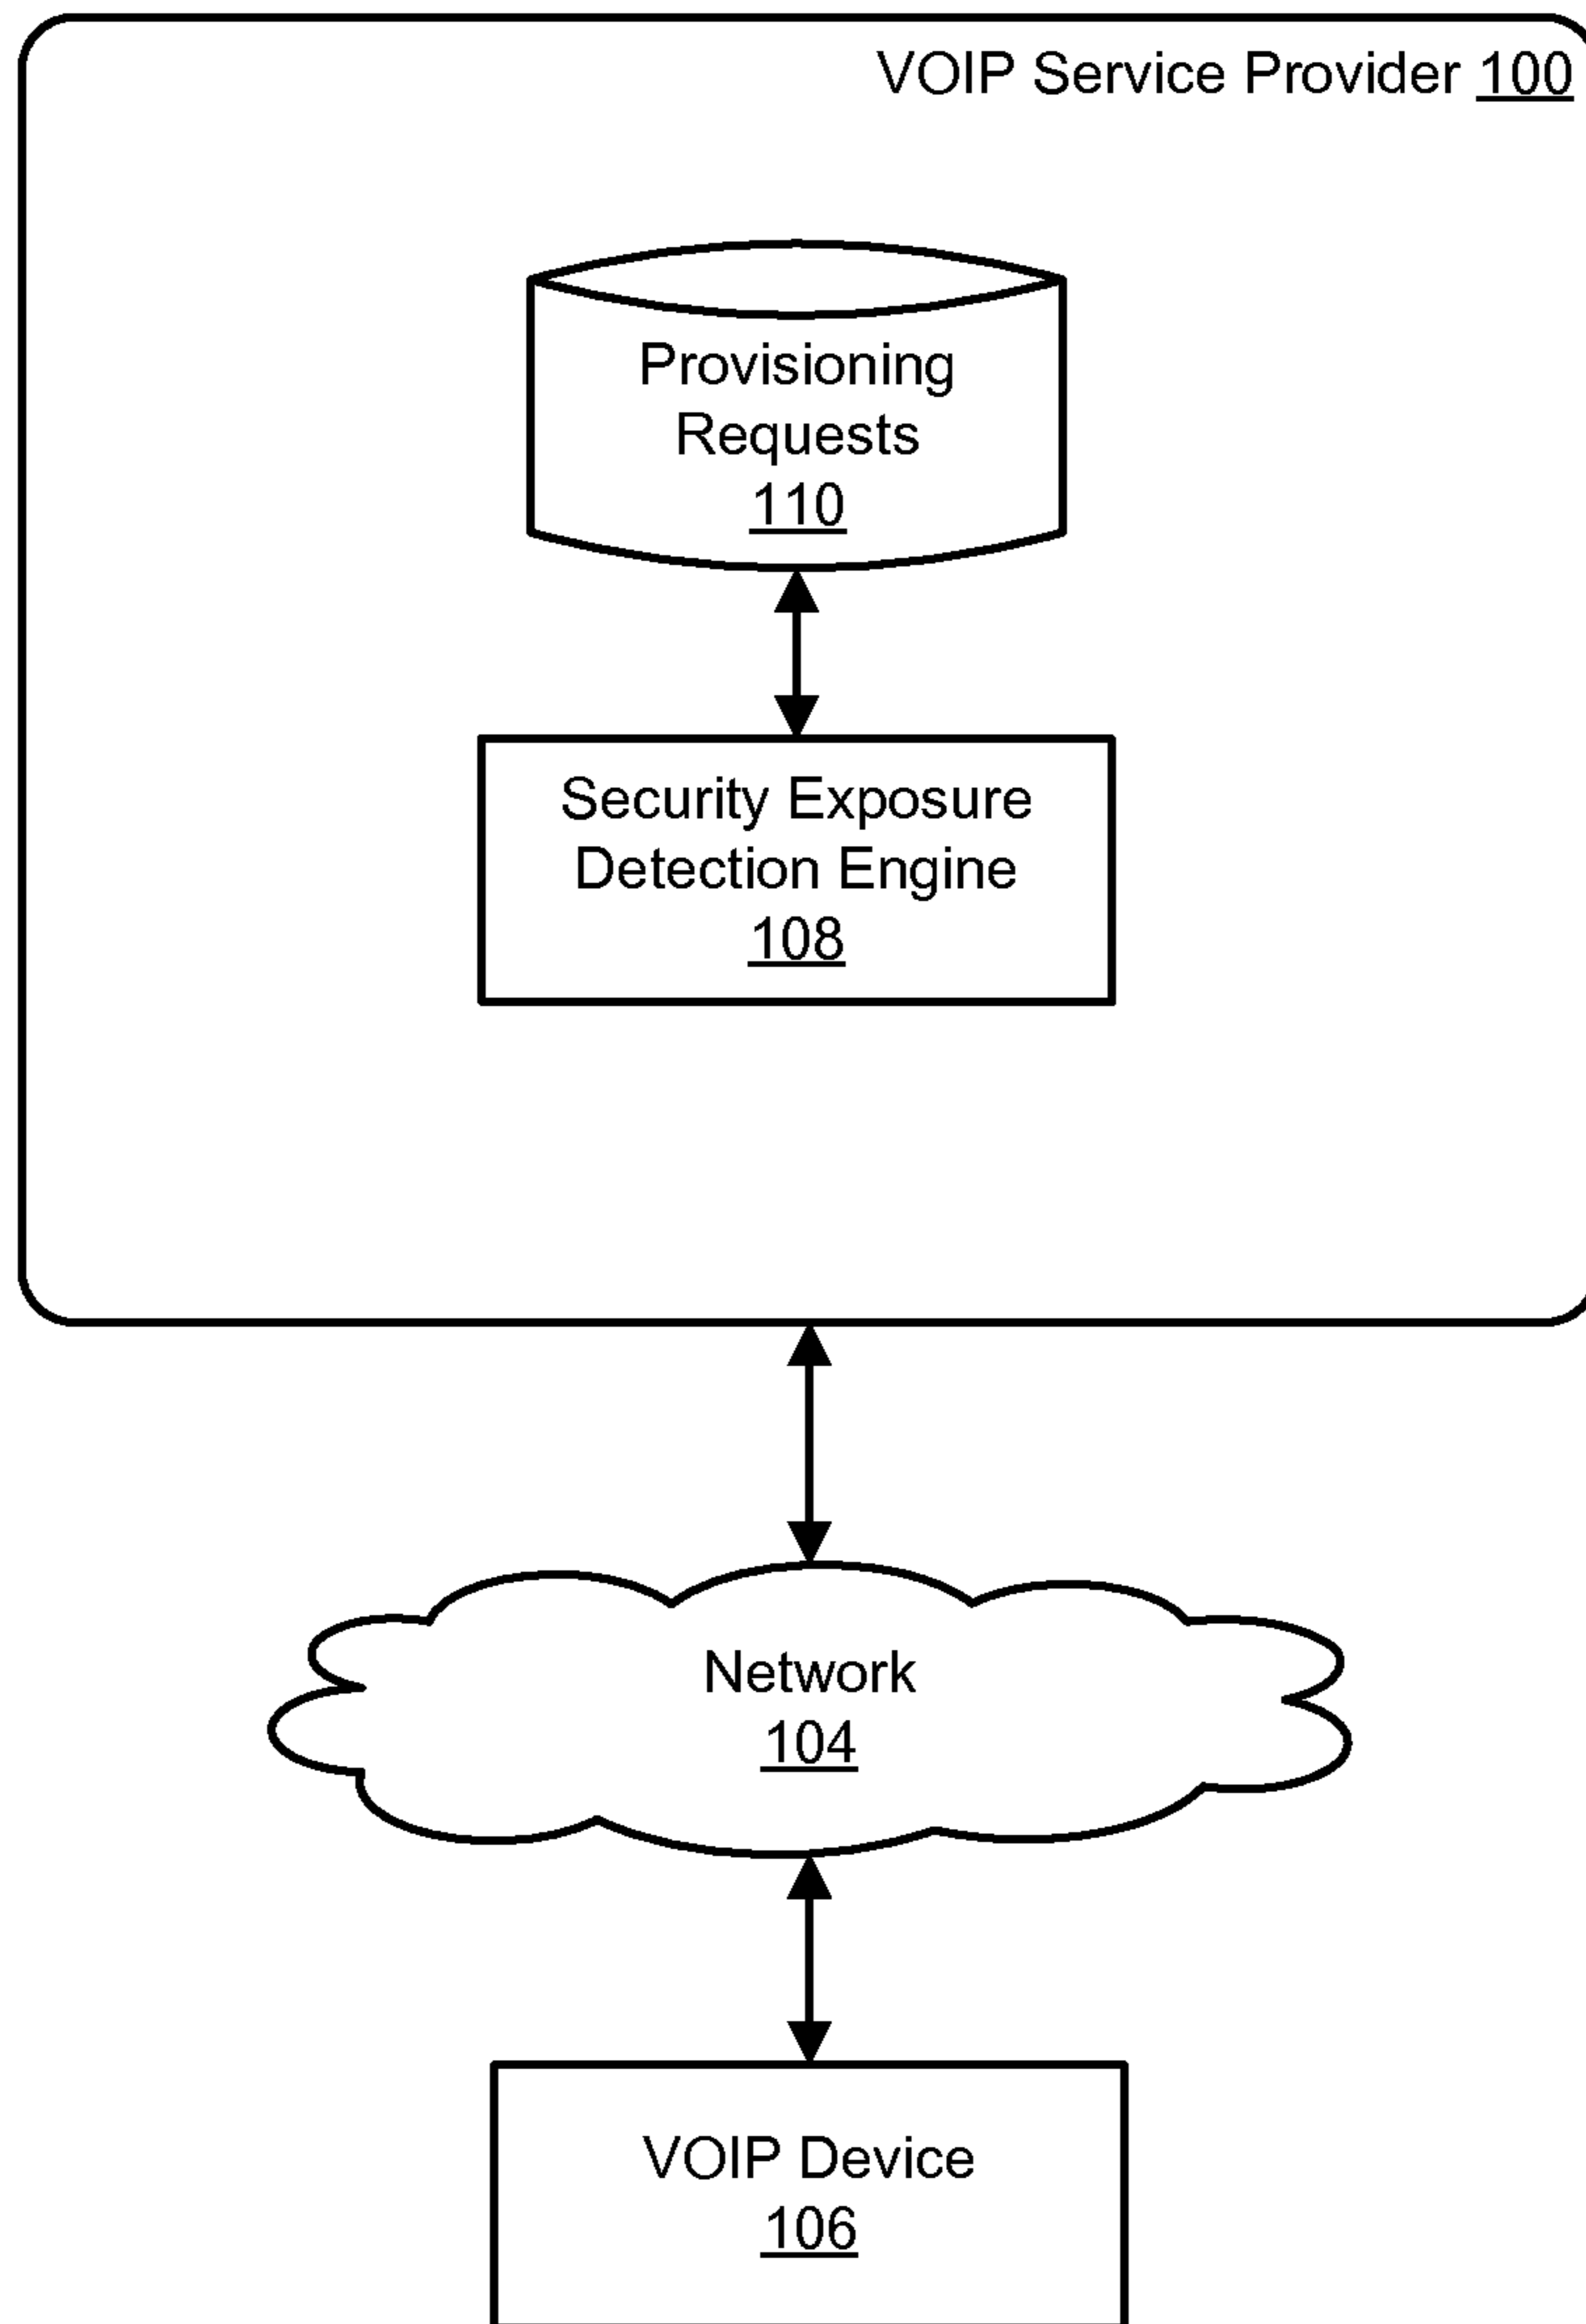 VOIP Service Provider 100
Provisioning
Requests
110
Security Exposure
Detection Engine
108
Network
104
VOIP Device
106